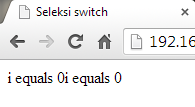 Seleksi switch
192.16
i equals 0i equals 0